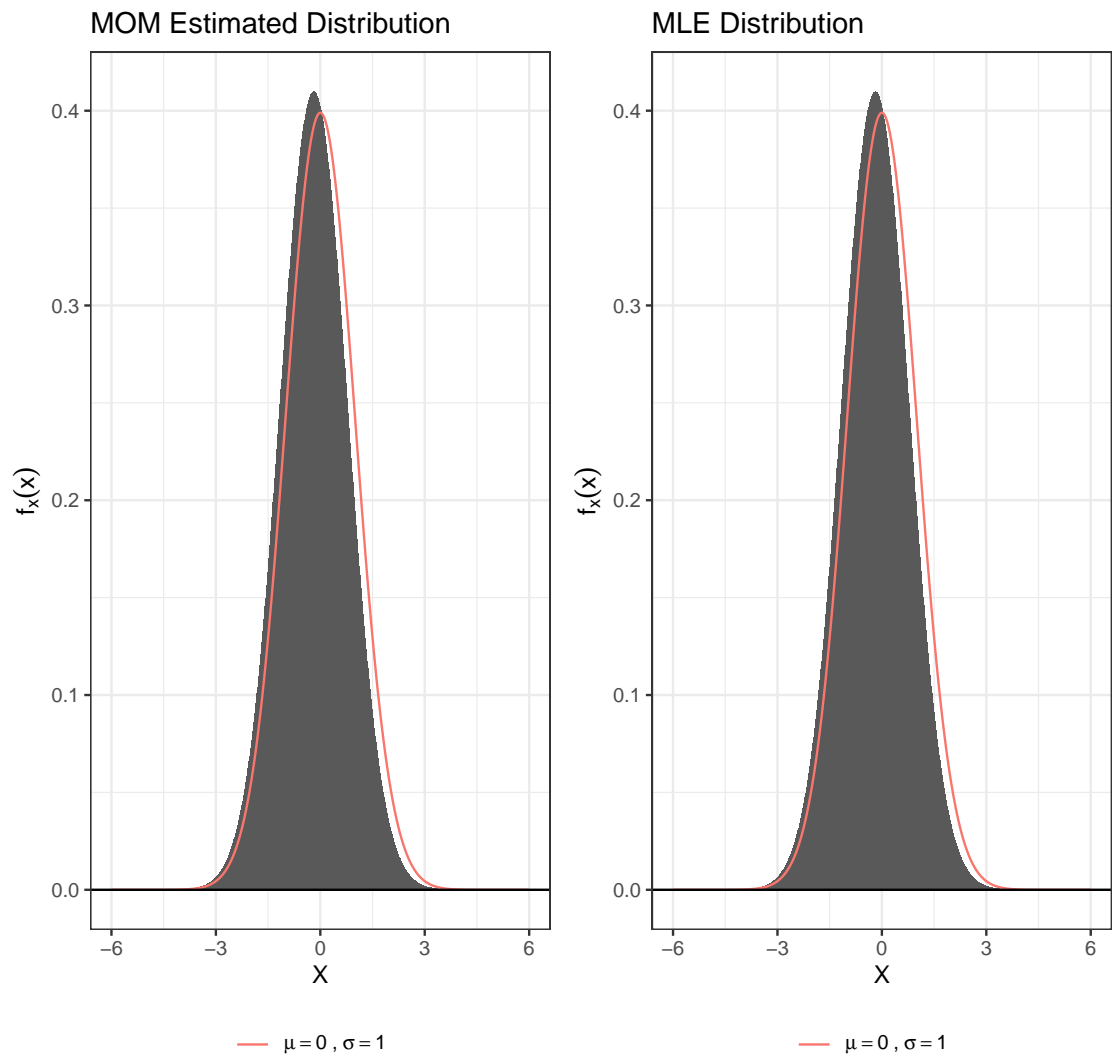 MOM Estimated Distribution
0.4
0.3
0.2
0.1
0.0
fx(x)
−6 −3 0 3 6
X
μ = 0 , σ = 1
MLE Distribution
0.4
0.3
0.2
0.1
0.0
fx(x)
−6 −3 0 3 6
X
μ = 0 , σ = 1